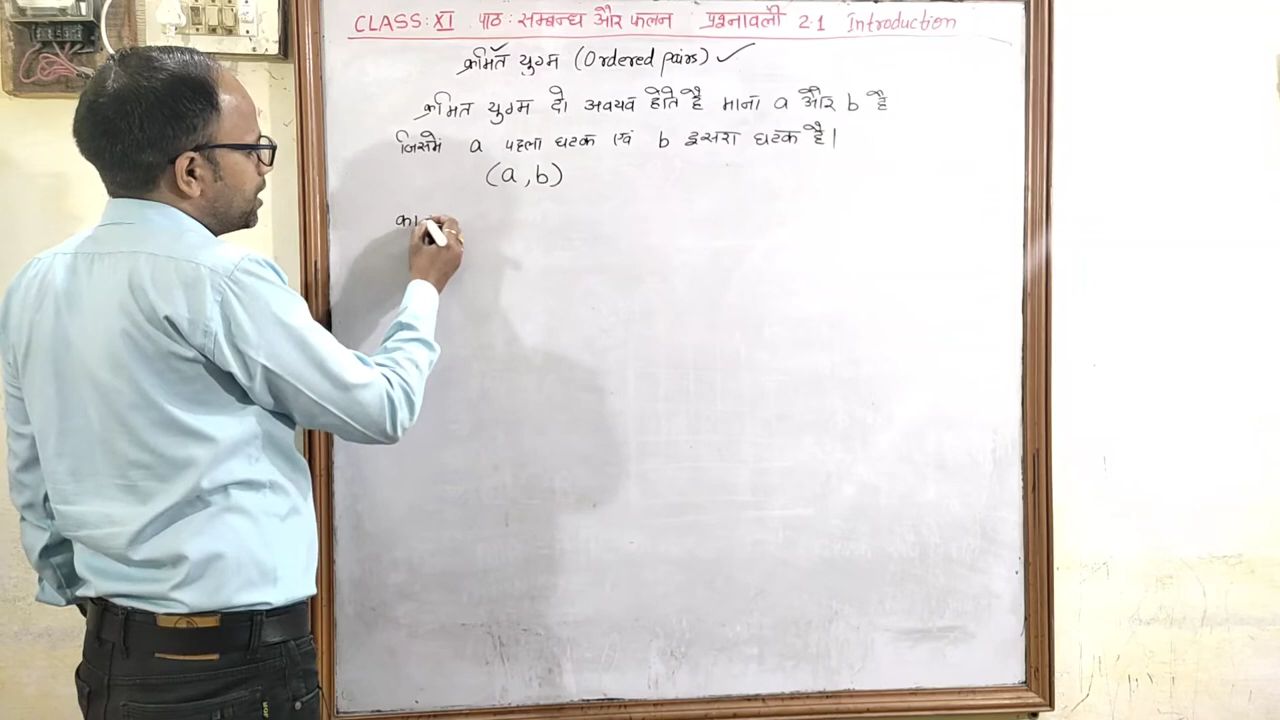 CLASS: XI पाठ : सम्बन्ध और फलन प्रश्नावली 2.1 Introduction
क्रमित युग्म (Ordered pairs) ✓
क्रमित युग्म दो अवयव होते है माना a और b है
जिसमें a पहला घटक एवं b दूसरा घटक है।
(a, b)
का